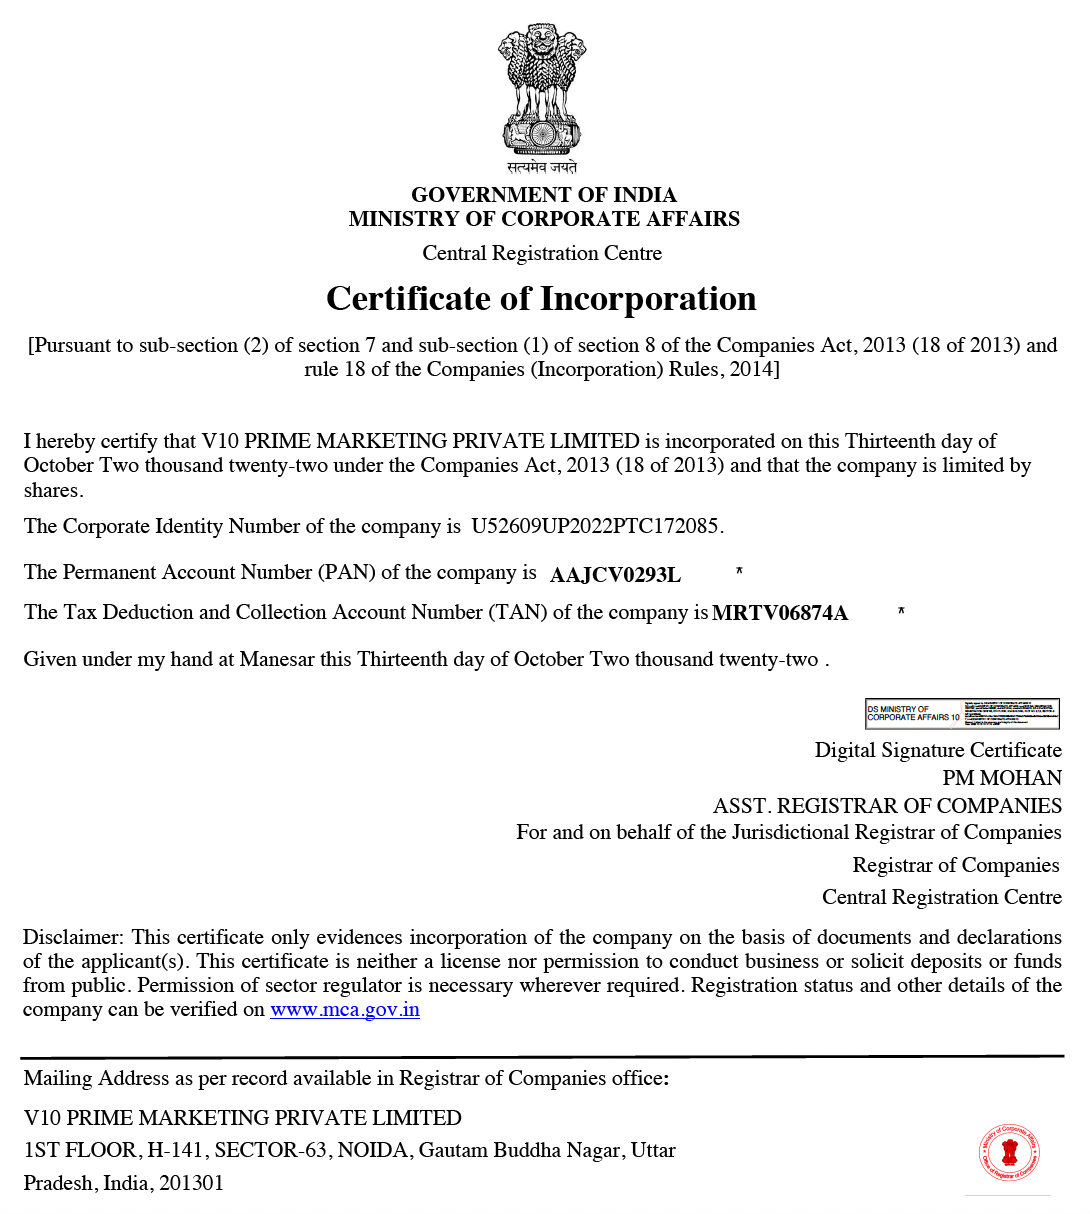 सत्यमेव जयते
GOVERNMENT OF INDIA
MINISTRY OF CORPORATE AFFAIRS
Central Registration Centre
Certificate of Incorporation
[Pursuant to sub-section (2) of section 7 and sub-section (1) of section 8 of the Companies Act, 2013 (18 of 2013) and
rule 18 of the Companies (Incorporation) Rules, 2014]
I hereby certify that V10 PRIME MARKETING PRIVATE LIMITED is incorporated on this Thirteenth day of
October Two thousand twenty-two under the Companies Act, 2013 (18 of 2013) and that the company is limited by
shares.
The Corporate Identity Number of the company is U52609UP2022PTC172085.
The Permanent Account Number (PAN) of the company is AAJCV0293L *
The Tax Deduction and Collection Account Number (TAN) of the company is MRTV06874A *
Given under my hand at Manesar this Thirteenth day of October Two thousand twenty-two .
DS MINISTRY OF
CORPORATE AFFAIRS 10
Digital Signature Certificate
PM MOHAN
ASST. REGISTRAR OF COMPANIES
For and on behalf of the Jurisdictional Registrar of Companies
Registrar of Companies
Central Registration Centre
Disclaimer: This certificate only evidences incorporation of the company on the basis of documents and declarations
of the applicant(s). This certificate is neither a license nor permission to conduct business or solicit deposits or funds
from public. Permission of sector regulator is necessary wherever required. Registration status and other details of the
company can be verified on www.mca.gov.in
Mailing Address as per record available in Registrar of Companies office:
V10 PRIME MARKETING PRIVATE LIMITED
1ST FLOOR, H-141, SECTOR-63, NOIDA, Gautam Buddha Nagar, Uttar
Pradesh, India, 201301
Ministry of Corporate Affairs
Office of Registrar of Companies